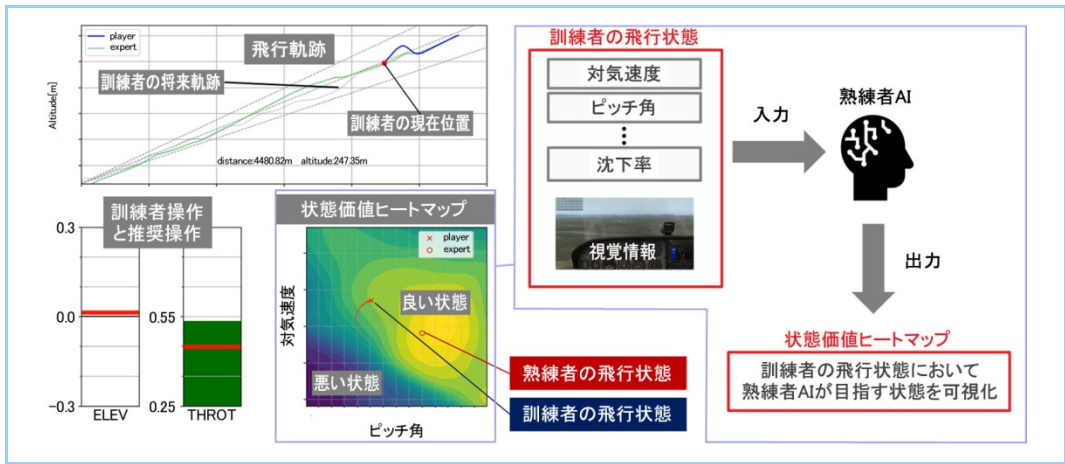 player
expert
飛行軌跡
訓練者の将来軌跡
訓練者の現在位置
Altitude[m]
distance:4480.82m altitude:247.35m
訓練者操作
と推奨操作
0.3
0.0
-0.3
ELEV
0.55
0.25
THROT
状態価値ヒートマップ
player
expert
良い状態
悪い状態
対気速度
ピッチ角
熟練者の飛行状態
訓練者の飛行状態
訓練者の飛行状態
対気速度
ピッチ角
沈下率
視覚情報
入力
熟練者AI
出力
状態価値ヒートマップ
訓練者の飛行状態において
熟練者AIが目指す状態を可視化